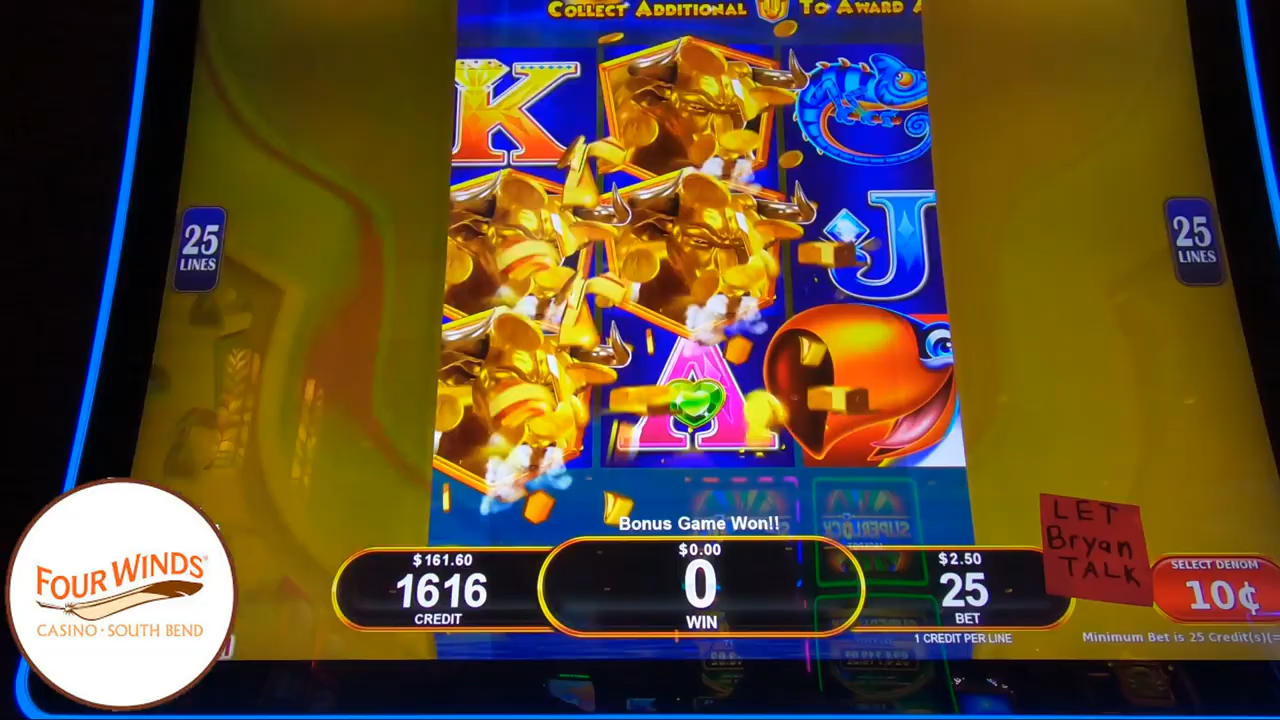 COLLECT ADDITIONAL TO AWARD
K
25
LINES
J
25
LINES
A
Bonus Game Won!!
$161.60
1616
CREDIT
$0.00
0
WIN
$2.50
25
BET
1 CREDIT PER LINE
LET
Bryan
TALK
SELECT DENOM
10¢
Minimum Bet is 25 Credit(s)(=
FOUR WINDS®
CASINO · SOUTH BEND
SUPERLOCK